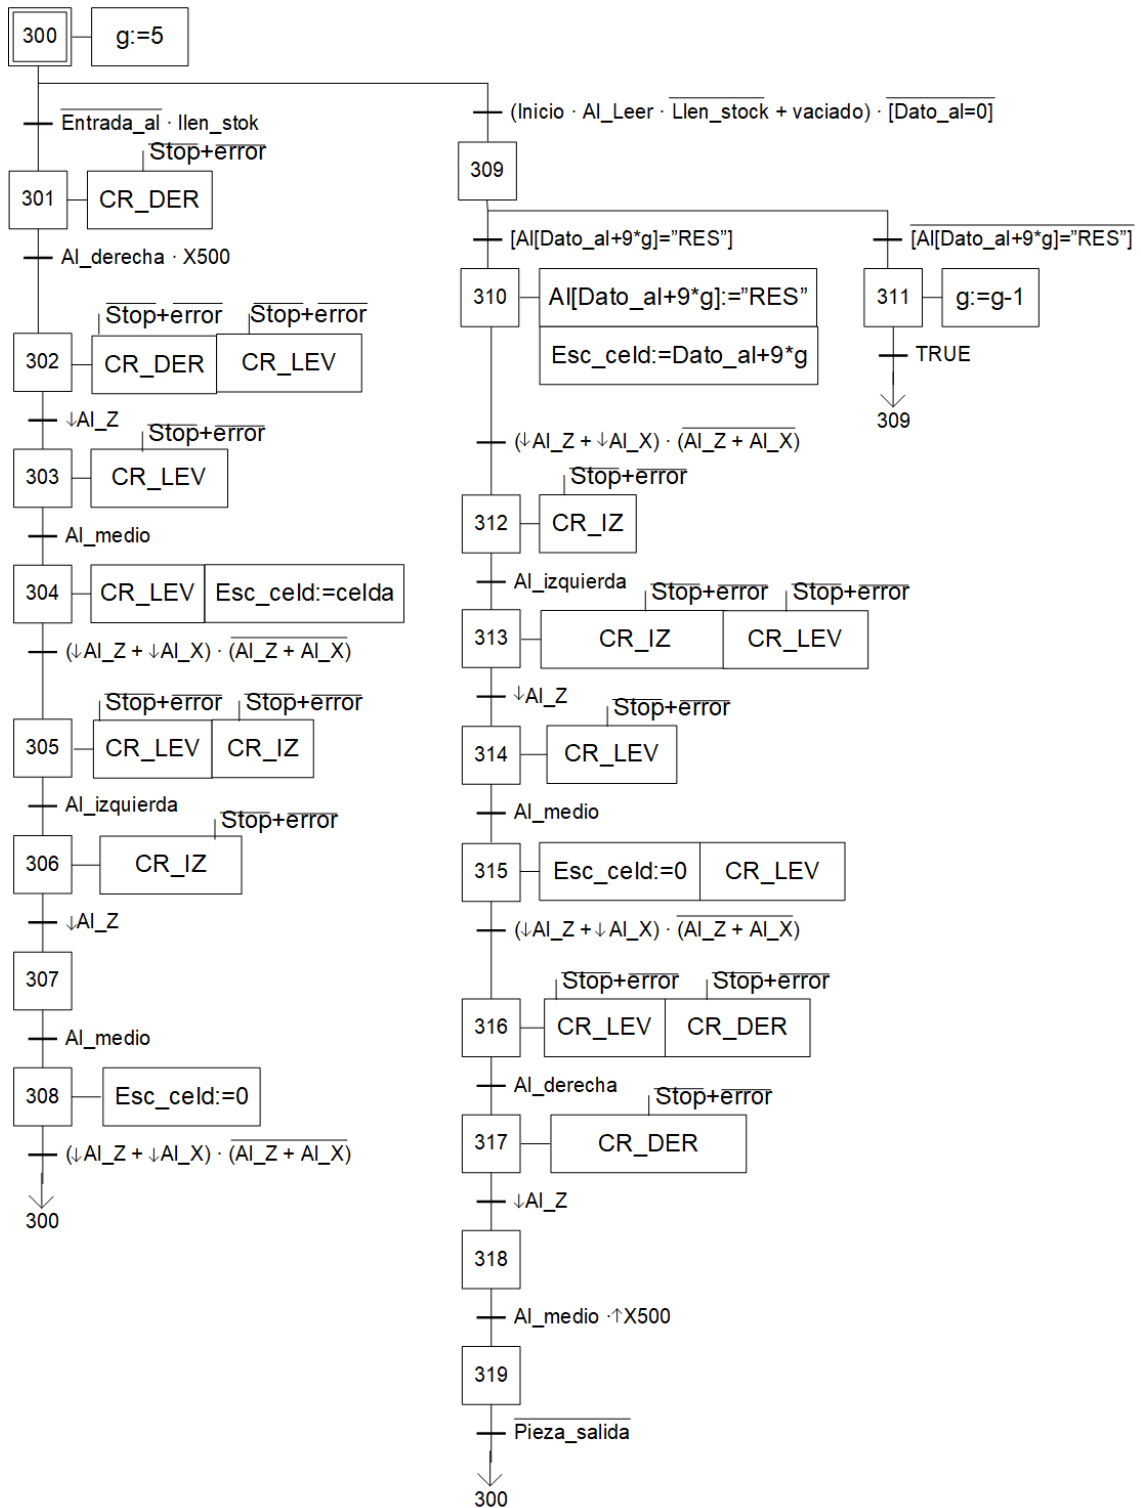 300
g:=5
Entrada_al · llen_stok
Stop+error
301
CR_DER
Al_derecha · X500
Stop+error
Stop+error
302
CR_DER
CR_LEV
↓Al_Z
Stop+error
303
CR_LEV
Al_medio
304
CR_LEV
Esc_celd:=celda
(↓Al_Z + ↓Al_X) · (Al_Z + Al_X)
Stop+error
Stop+error
305
CR_LEV
CR_IZ
Al_izquierda
Stop+error
306
CR_IZ
↓Al_Z
307
Al_medio
308
Esc_celd:=0
(↓Al_Z + ↓Al_X) · (Al_Z + Al_X)
300
(Inicio · Al_Leer · Llen_stock + vaciado) · [Dato_al=0]
309
[Al[Dato_al+9*g]="RES”]
310
Al[Dato_al+9*g]:=”RES”
Esc_celd:=Dato_al+9*g
[Al[Dato_al+9*g]=”RES”]
311
g:=g-1
TRUE
309
(↓Al_Z + ↓Al_X) · (Al_Z + Al_X)
Stop+error
312
CR_IZ
Al_izquierda
Stop+error
Stop+error
313
CR_IZ
CR_LEV
↓Al_Z
Stop+error
314
CR_LEV
Al_medio
315
Esc_celd:=0
CR_LEV
(↓Al_Z + ↓Al_X) · (Al_Z + Al_X)
Stop+error
Stop+error
316
CR_LEV
CR_DER
Al_derecha
Stop+error
317
CR_DER
↓Al_Z
318
Al_medio ·↑X500
319
Pieza_salida
300